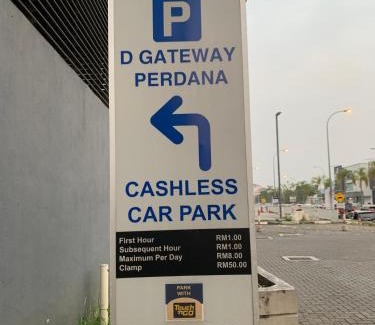 P
D GATEWAY
PERDANA
CASHLESS
CAR PARK
First Hour RM1.00
Subsequent Hour RM1.00
Maximum Per Day RM8.00
Clamp RM50.00
PARK
WITH
Touch
'nGO